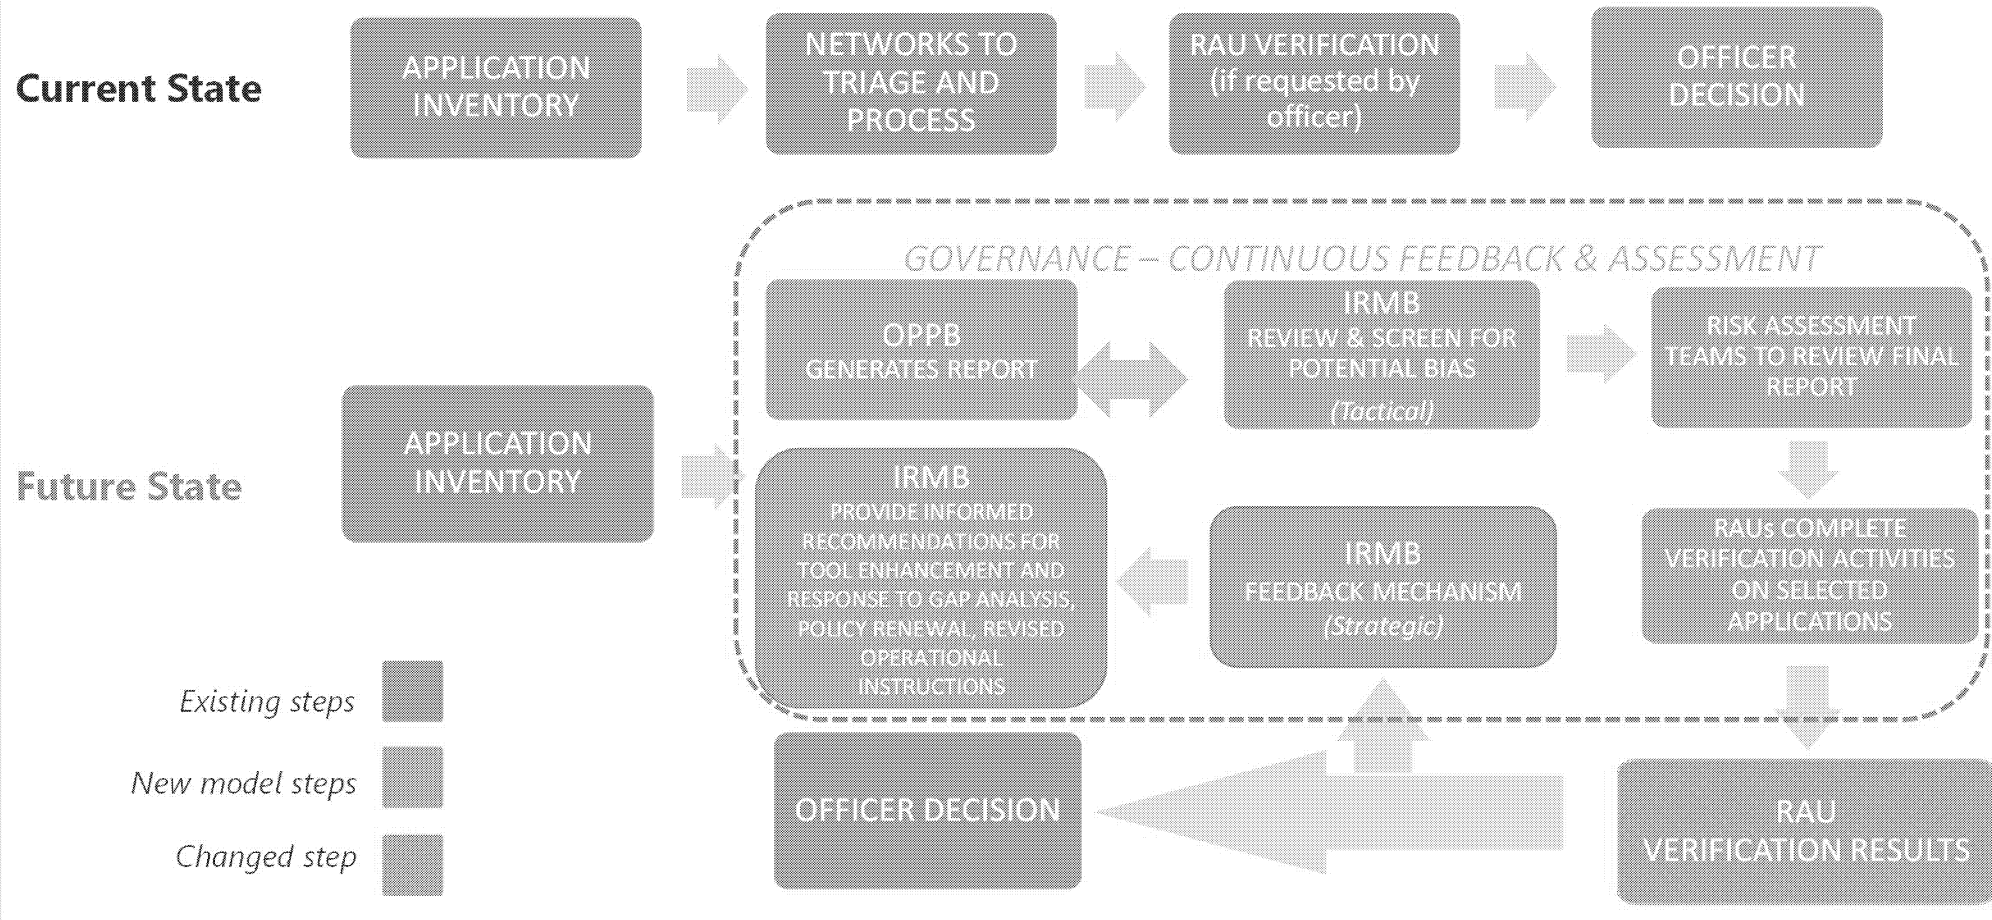 Current State
APPLICATION
INVENTORY
NETWORKS TO
TRIAGE AND
PROCESS
RAU VERIFICATION
(if requested by
officer)
OFFICER
DECISION
GOVERNANCE – CONTINUOUS FEEDBACK & ASSESSMENT
Future State
APPLICATION
INVENTORY
OPPB
GENERATES REPORT
IRMB
REVIEW & SCREEN FOR
POTENTIAL BIAS
(Tactical)
RISK ASSESSMENT
TEAMS TO REVIEW FINAL
REPORT
RAUs COMPLETE
VERIFICATION ACTIVITIES
ON SELECTED
APPLICATIONS
IRMB
FEEDBACK MECHANISM
(Strategic)
IRMB
PROVIDE INFORMED
RECOMMENDATIONS FOR
TOOL ENHANCEMENT AND
RESPONSE TO GAP ANALYSIS,
POLICY RENEWAL, REVISED
OPERATIONAL
INSTRUCTIONS
RAU
VERIFICATION RESULTS
OFFICER DECISION
Existing steps
New model steps
Changed step